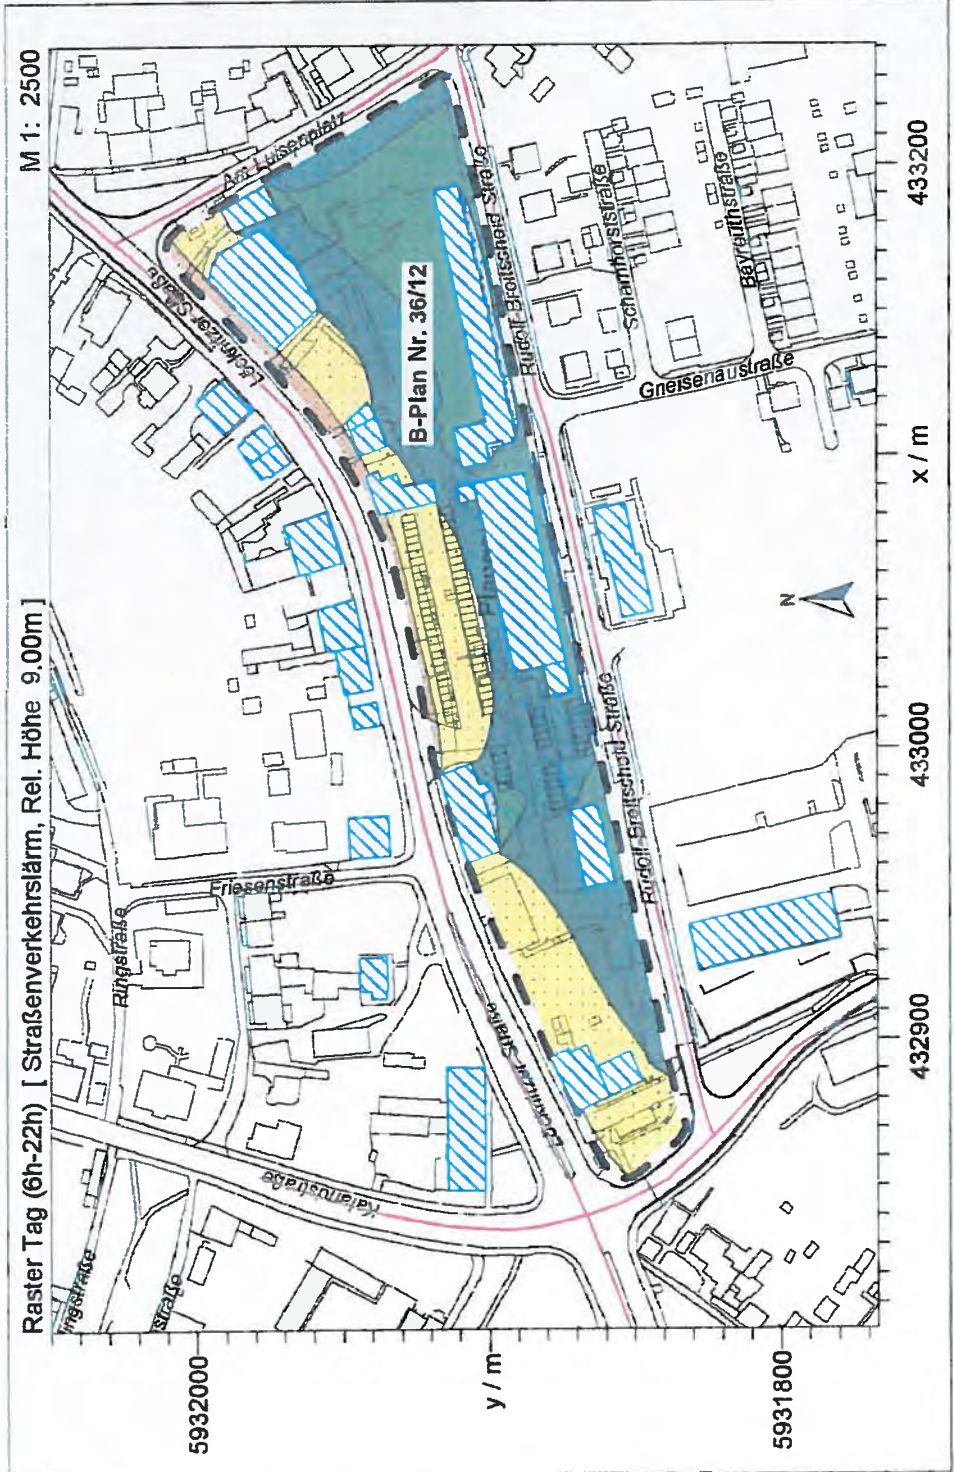 Raster Tag (6h-22h) [ Straßenverkehrslärm, Rel. Höhe 9.00m ]
M 1: 2500
ngstraße
straße
Ringstraße
Friesenstraße
Löcknitzer Straße
Löcknitzer Straße
Am Luisenplatz
B-Plan Nr. 36/12
Rudolf-Breitscheid Straße
Rudolf-Breitscheid Straße
Scharnhorststraße
Bayreuthstraße
Gneisenaustraße
N
5932000
y / m
5931800
432900
433000
x / m
433200